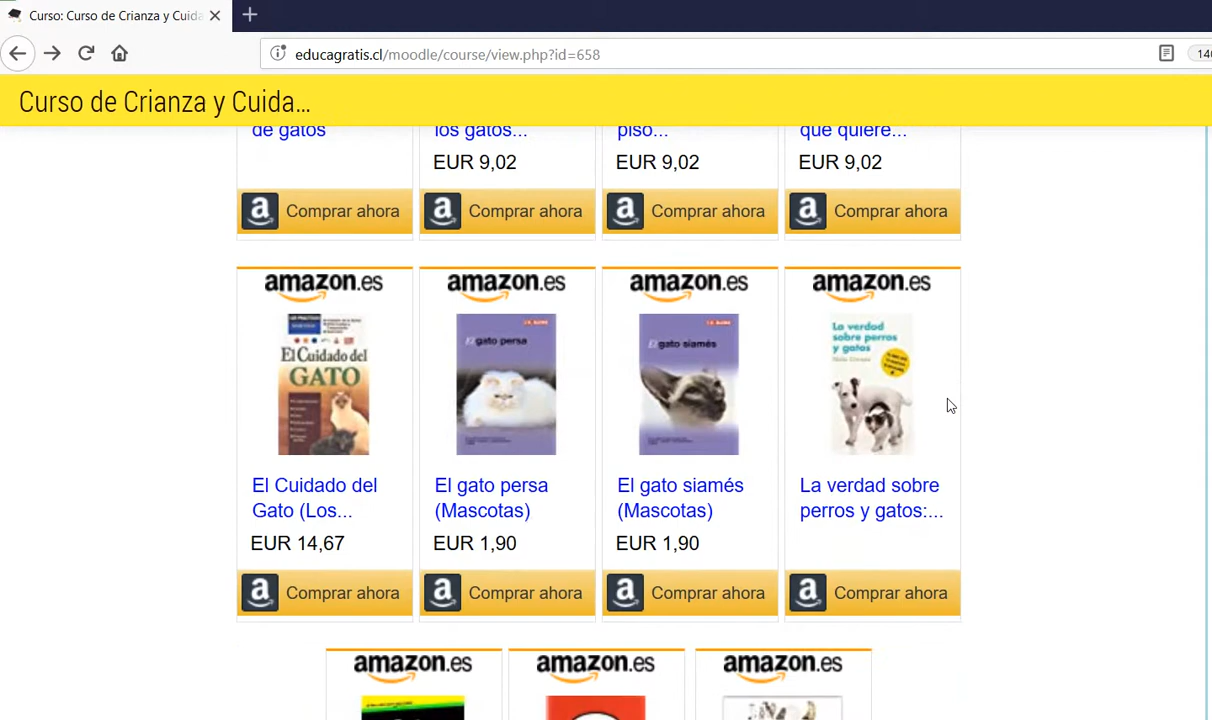 Curso: Curso de Crianza y Cuida
educagratis.cl/moodle/course/view.php?id=658
140
Curso de Crianza y Cuida...
de gatos
los gatos...
piso...
que quiere...
EUR 9,02
EUR 9,02
EUR 9,02
Comprar ahora
Comprar ahora
Comprar ahora
Comprar ahora
amazon.es
amazon.es
amazon.es
amazon.es
El Cuidado del
GATO
El gato persa
El gato siamés
La verdad
sobre perros
y gatos
El Cuidado del
Gato (Los...
EUR 14,67
El gato persa
(Mascotas)
EUR 1,90
El gato siamés
(Mascotas)
EUR 1,90
La verdad sobre
perros y gatos:...
Comprar ahora
Comprar ahora
Comprar ahora
Comprar ahora
amazon.es
amazon.es
amazon.es